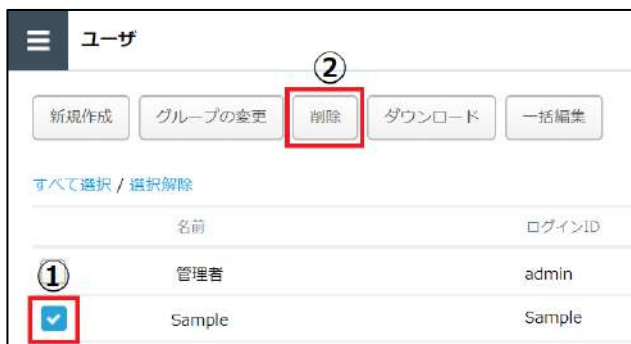 ユーザ
②
新規作成 グループの変更 削除 ダウンロード 一括編集
すべて選択 / 選択解除
名前 ログインID
①
管理者 admin
Sample Sample